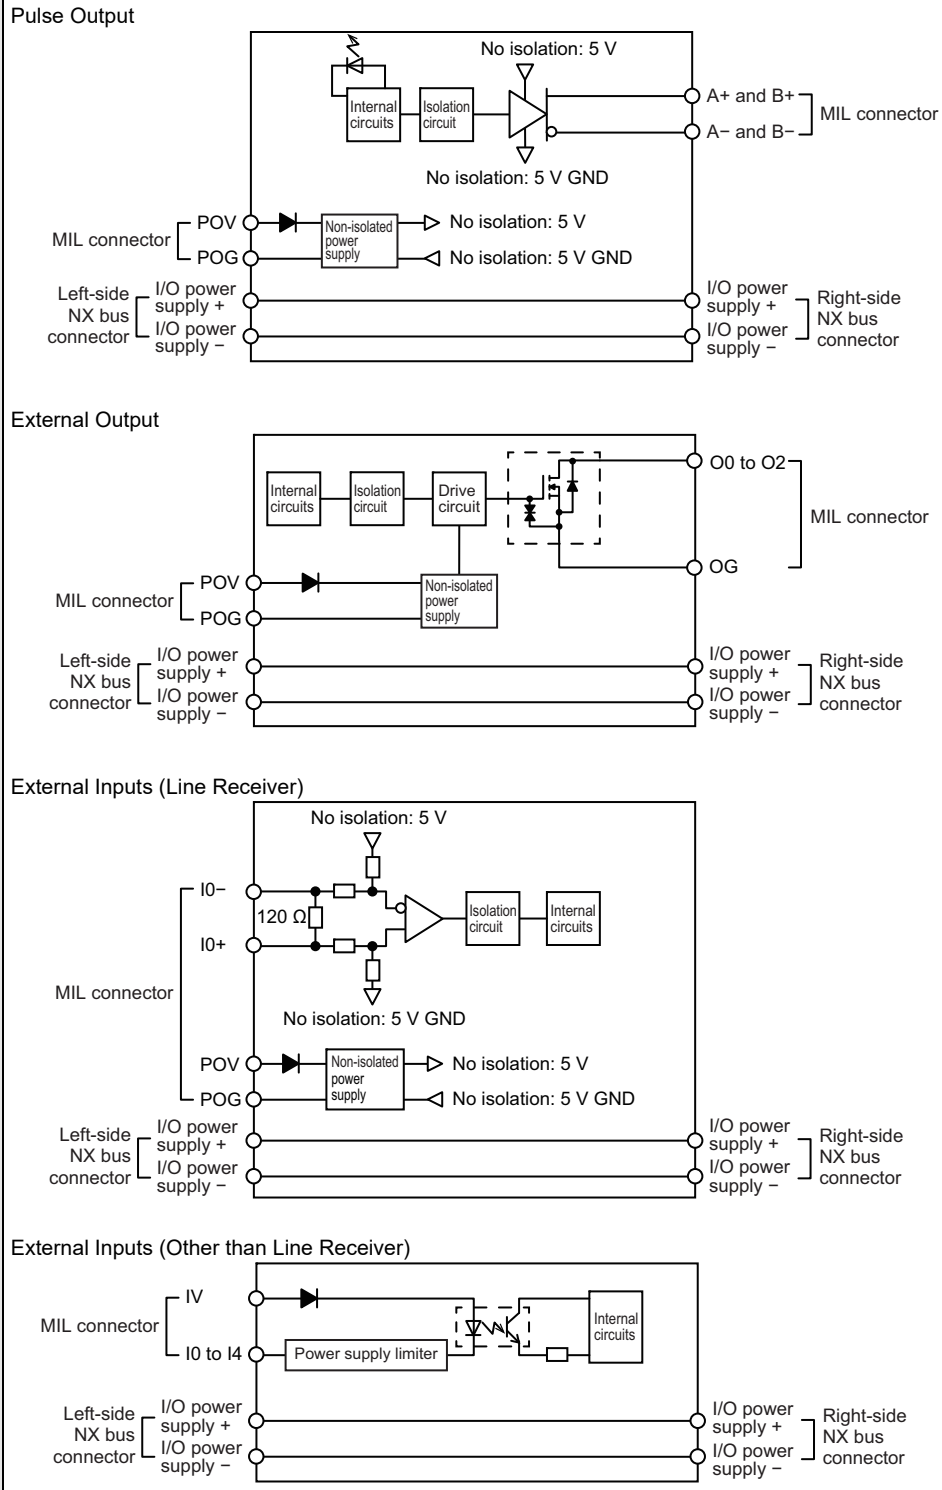 Pulse Output
No isolation: 5 V
Internal
circuits
Isolation
circuit
A+ and B+
A− and B−
MIL connector
No isolation: 5 V GND
MIL connector
POV
POG
Non-isolated
power
supply
No isolation: 5 V
No isolation: 5 V GND
Left-side
NX bus
connector
I/O power
supply +
I/O power
supply −
I/O power
supply +
I/O power
supply −
Right-side
NX bus
connector
External Output
Internal
circuits
Isolation
circuit
Drive
circuit
O0 to O2
OG
MIL connector
MIL connector
POV
POG
Non-isolated
power
supply
Left-side
NX bus
connector
I/O power
supply +
I/O power
supply −
I/O power
supply +
I/O power
supply −
Right-side
NX bus
connector
External Inputs (Line Receiver)
No isolation: 5 V
I0−
120 Ω
I0+
Isolation
circuit
Internal
circuits
MIL connector
No isolation: 5 V GND
POV
POG
Non-isolated
power
supply
No isolation: 5 V
No isolation: 5 V GND
Left-side
NX bus
connector
I/O power
supply +
I/O power
supply −
I/O power
supply +
I/O power
supply −
Right-side
NX bus
connector
External Inputs (Other than Line Receiver)
MIL connector
IV
I0 to I4
Power supply limiter
Internal
circuits
Left-side
NX bus
connector
I/O power
supply +
I/O power
supply −
I/O power
supply +
I/O power
supply −
Right-side
NX bus
connector